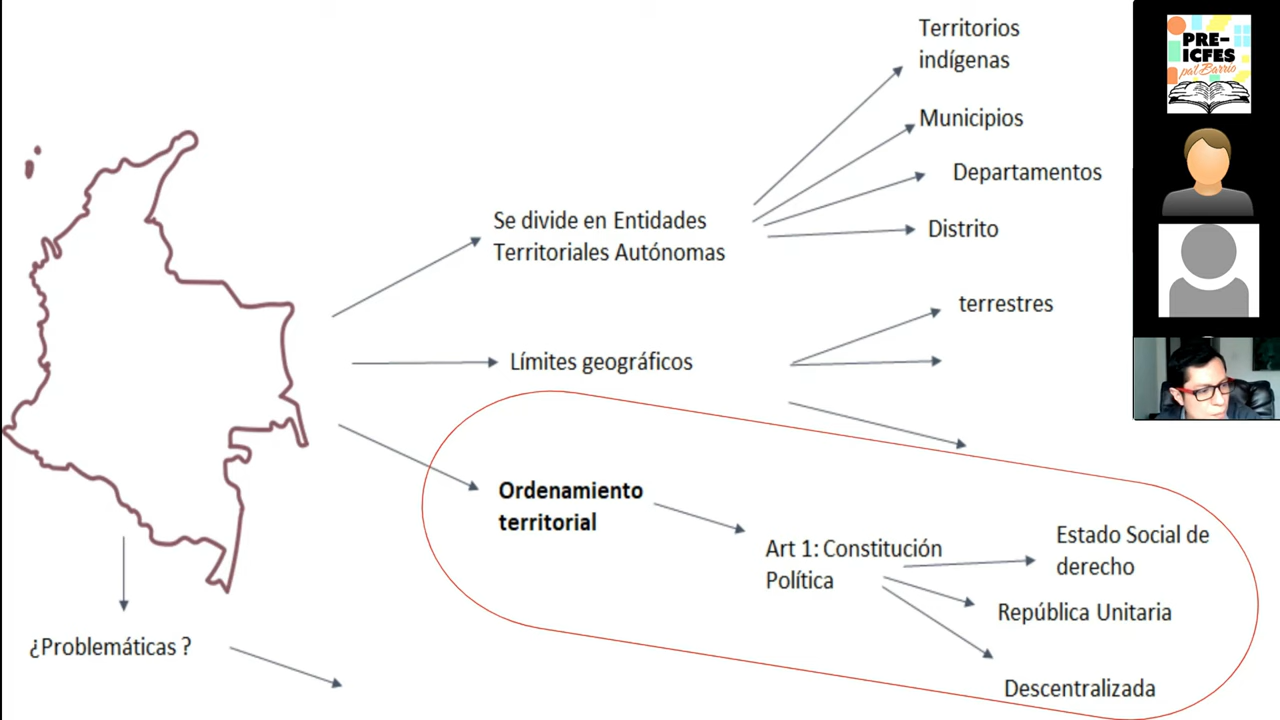 Territorios
indígenas
Municipios
Departamentos
Distrito
Se divide en Entidades
Territoriales Autónomas
terrestres
Límites geográficos
Ordenamiento
territorial
Art 1: Constitución
Política
Estado Social de
derecho
República Unitaria
Descentralizada
¿Problemáticas ?
PRE-
ICFES
pa'l Barrio